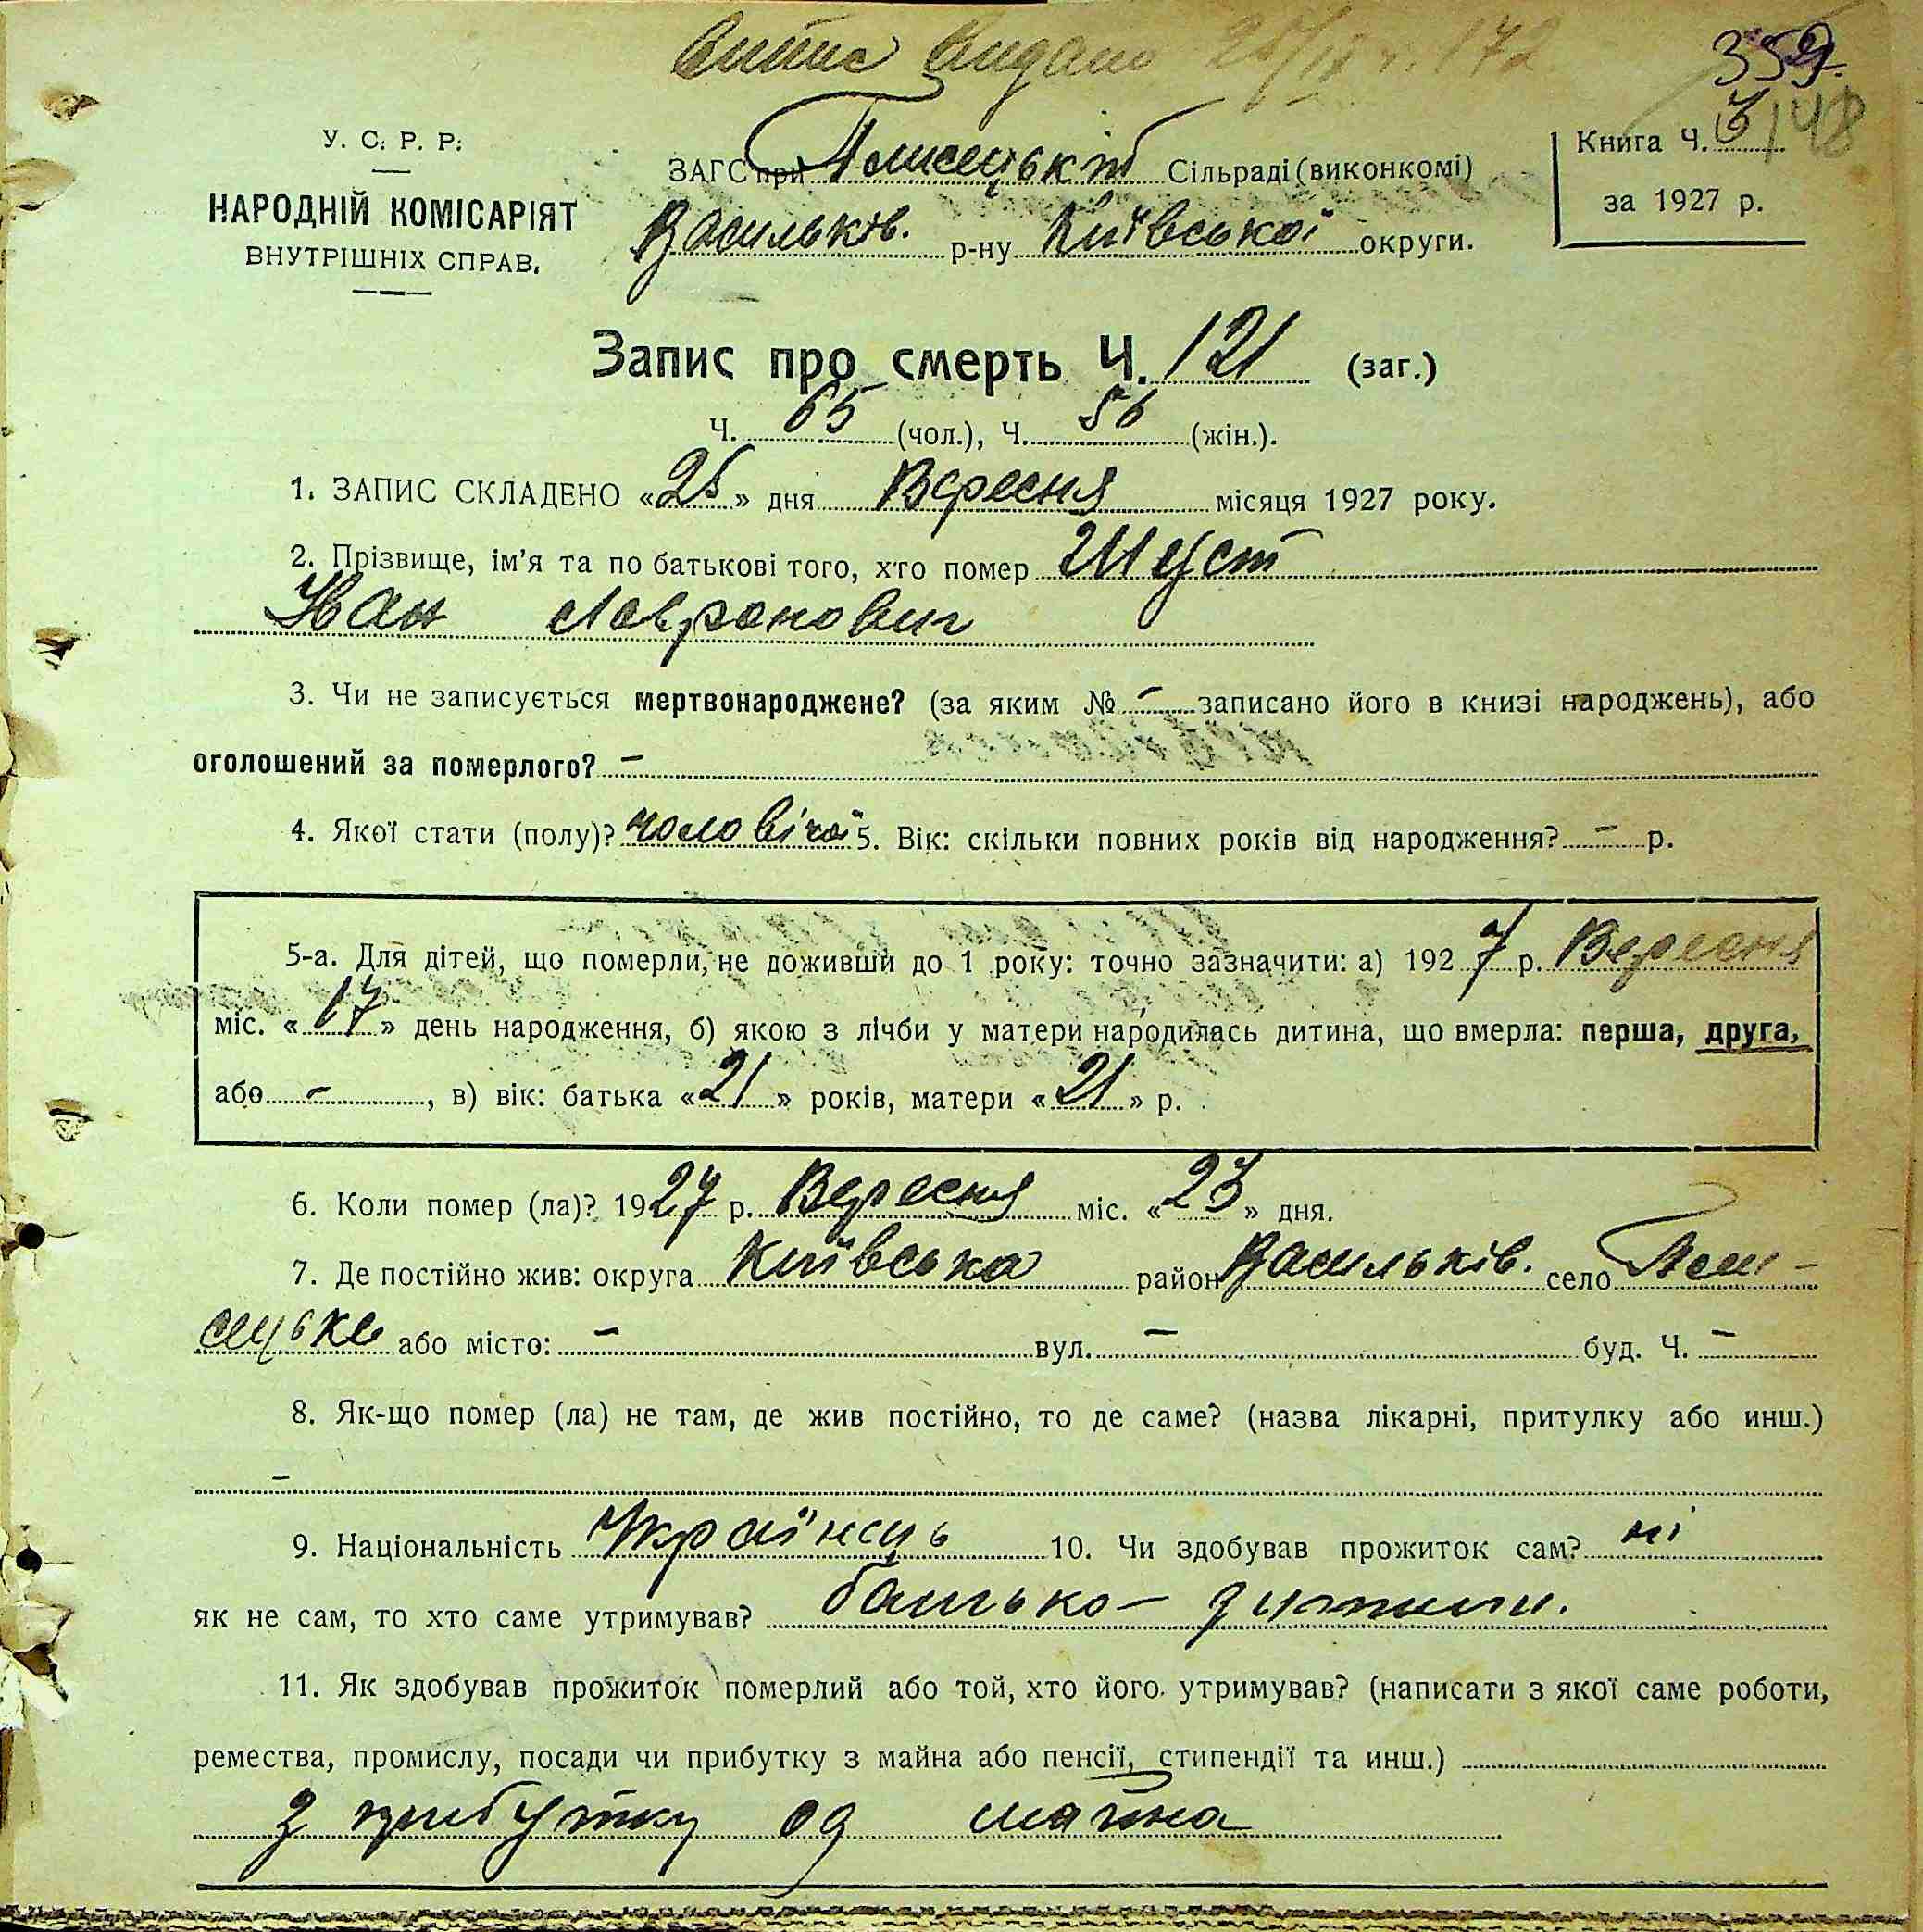 Витяг видано 25/IX ч. 172
359.
148
У. С. Р. Р.
НАРОДНІЙ КОМІСАРІЯТ
ВНУТРІШНІХ СПРАВ.
ЗАГС при Плисецькій Сільраді (виконкомі)
Васильків. р-ну Київської округи.
Книга Ч. 3
за 1927 р.
Запис про смерть Ч. 121 (заг.)
Ч. 65 (чол.), Ч. 56 (жін.).
1. ЗАПИС СКЛАДЕНО «25» дня Вересня місяця 1927 року.
2. Прізвище, ім'я та по батькові того, хто помер Шуст
Иван Лавранович
3. Чи не записується мертвонароджене? (за яким № – записано його в книзі народжень), або
оголошений за померлого? –
4. Якої стати (полу)? чоловічої 5. Вік: скільки повних років від народження? – р.
5-а. Для дітей, що померли, не доживши до 1 року: точно зазначити: а) 1927 р. Вересня
міс. «17» день народження, б) якою з лічби у матери народилась дитина, що вмерла: перша, друга,
або –, в) вік: батька «21» років, матери «21» р.
6. Коли помер (ла)? 1927 р. Вересня міс. «23» дня.
7. Де постійно жив: округа Київська район Васильків. село
або місто: – вул. – буд. Ч. –
8. Як-що помер (ла) не там, де жив постійно, то де саме? (назва лікарні, притулку або инш.)
–
9. Національність Українець 10. Чи здобував прожиток сам? ні
як не сам, то хто саме утримував? батько – дитини.
11. Як здобував прожиток померлий або той, хто його утримував? (написати з якої саме роботи,
ремества, промислу, посади чи прибутку з майна або пенсії, стипендії та инш.)
з прибутку од майна